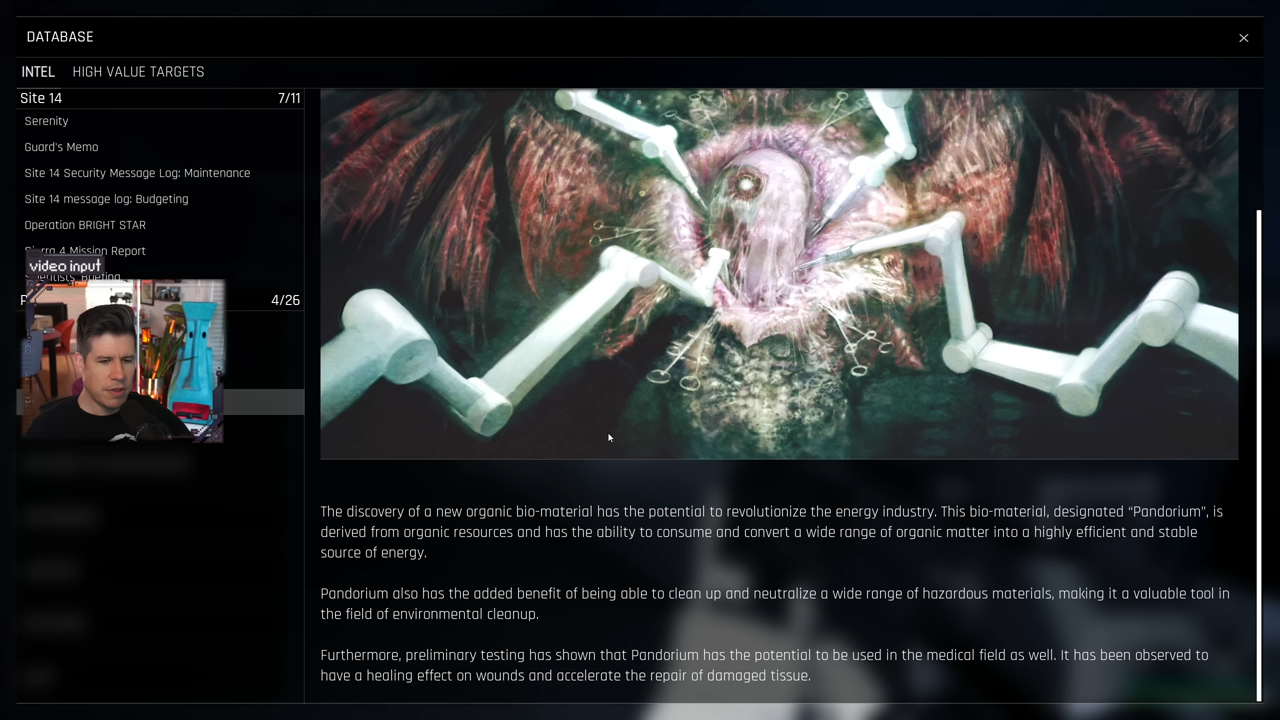 DATABASE
INTEL HIGH VALUE TARGETS
Site 14 7/11
Serenity
Guard's Memo
Site 14 Security Message Log: Maintenance
Site 14 message log: Budgeting
Operation BRIGHT STAR
Sierra 4 Mission Report
video input
4/26
The discovery of a new organic bio-material has the potential to revolutionize the energy industry. This bio-material, designated “Pandorium”, is
derived from organic resources and has the ability to consume and convert a wide range of organic matter into a highly efficient and stable
source of energy.
Pandorium also has the added benefit of being able to clean up and neutralize a wide range of hazardous materials, making it a valuable tool in
the field of environmental cleanup.
Furthermore, preliminary testing has shown that Pandorium has the potential to be used in the medical field as well. It has been observed to
have a healing effect on wounds and accelerate the repair of damaged tissue.